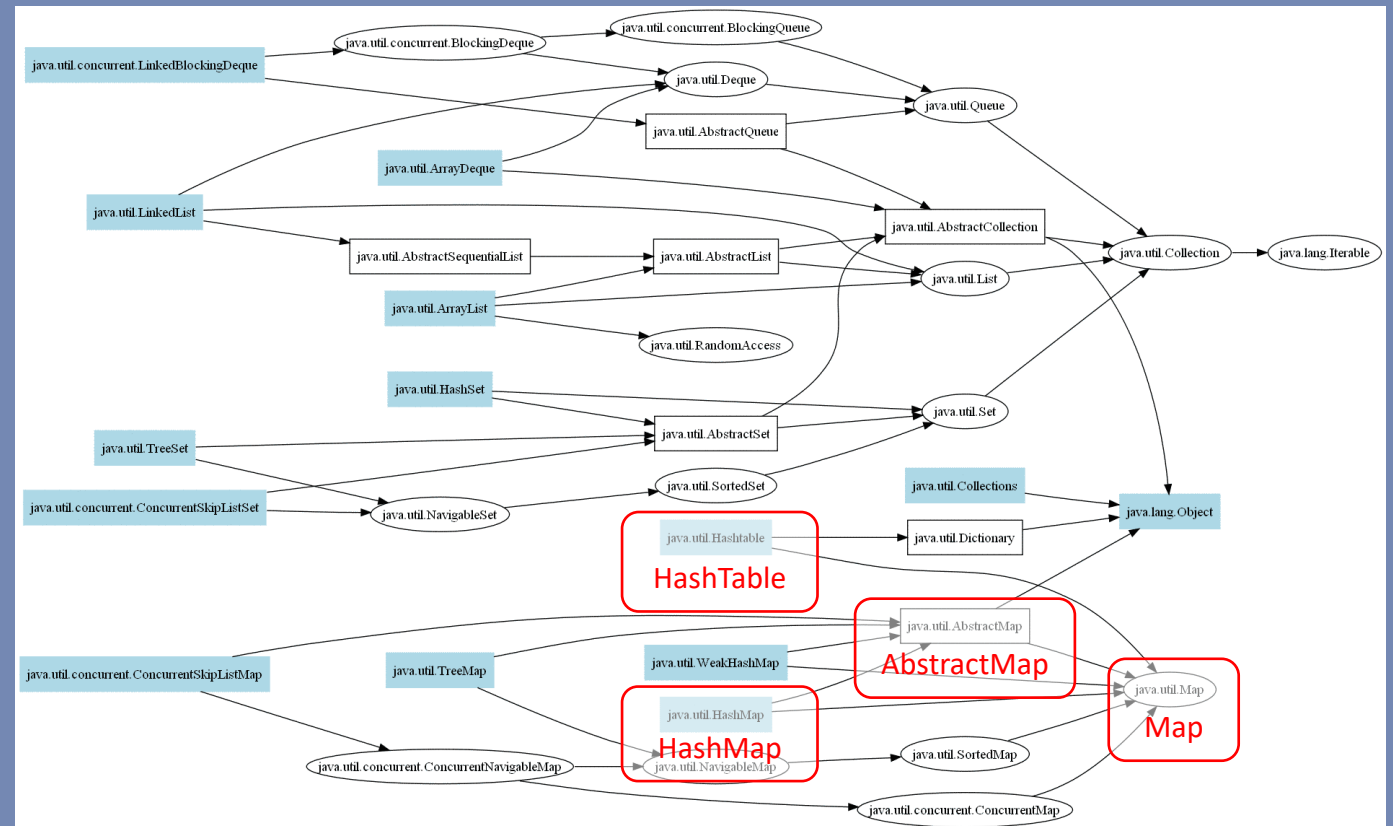 java.util.concurrent.BlockingQueue
java.util.concurrent.BlockingDeque
java.util.concurrent.LinkedBlockingDeque
java.util.Deque
java.util.Queue
java.util.AbstractQueue
java.util.ArrayDeque
java.util.LinkedList
java.util.AbstractCollection
java.util.Collection
java.lang.Iterable
java.util.AbstractSequentialList
java.util.AbstractList
java.util.List
java.util.ArrayList
java.util.RandomAccess
java.util.HashSet
java.util.Set
java.util.AbstractSet
java.util.TreeSet
java.util.SortedSet
java.util.Collections
java.util.concurrent.ConcurrentSkipListSet
java.util.NavigableSet
java.lang.Object
java.util.Hashtable
java.util.Dictionary
HashTable
java.util.AbstractMap
AbstractMap
java.util.WeakHashMap
java.util.TreeMap
java.util.concurrent.ConcurrentSkipListMap
java.util.Map
Map
java.util.HashMap
HashMap
java.util.SortedMap
java.util.concurrent.ConcurrentNavigableMap
java.util.NavigableMap
java.util.concurrent.ConcurrentMap